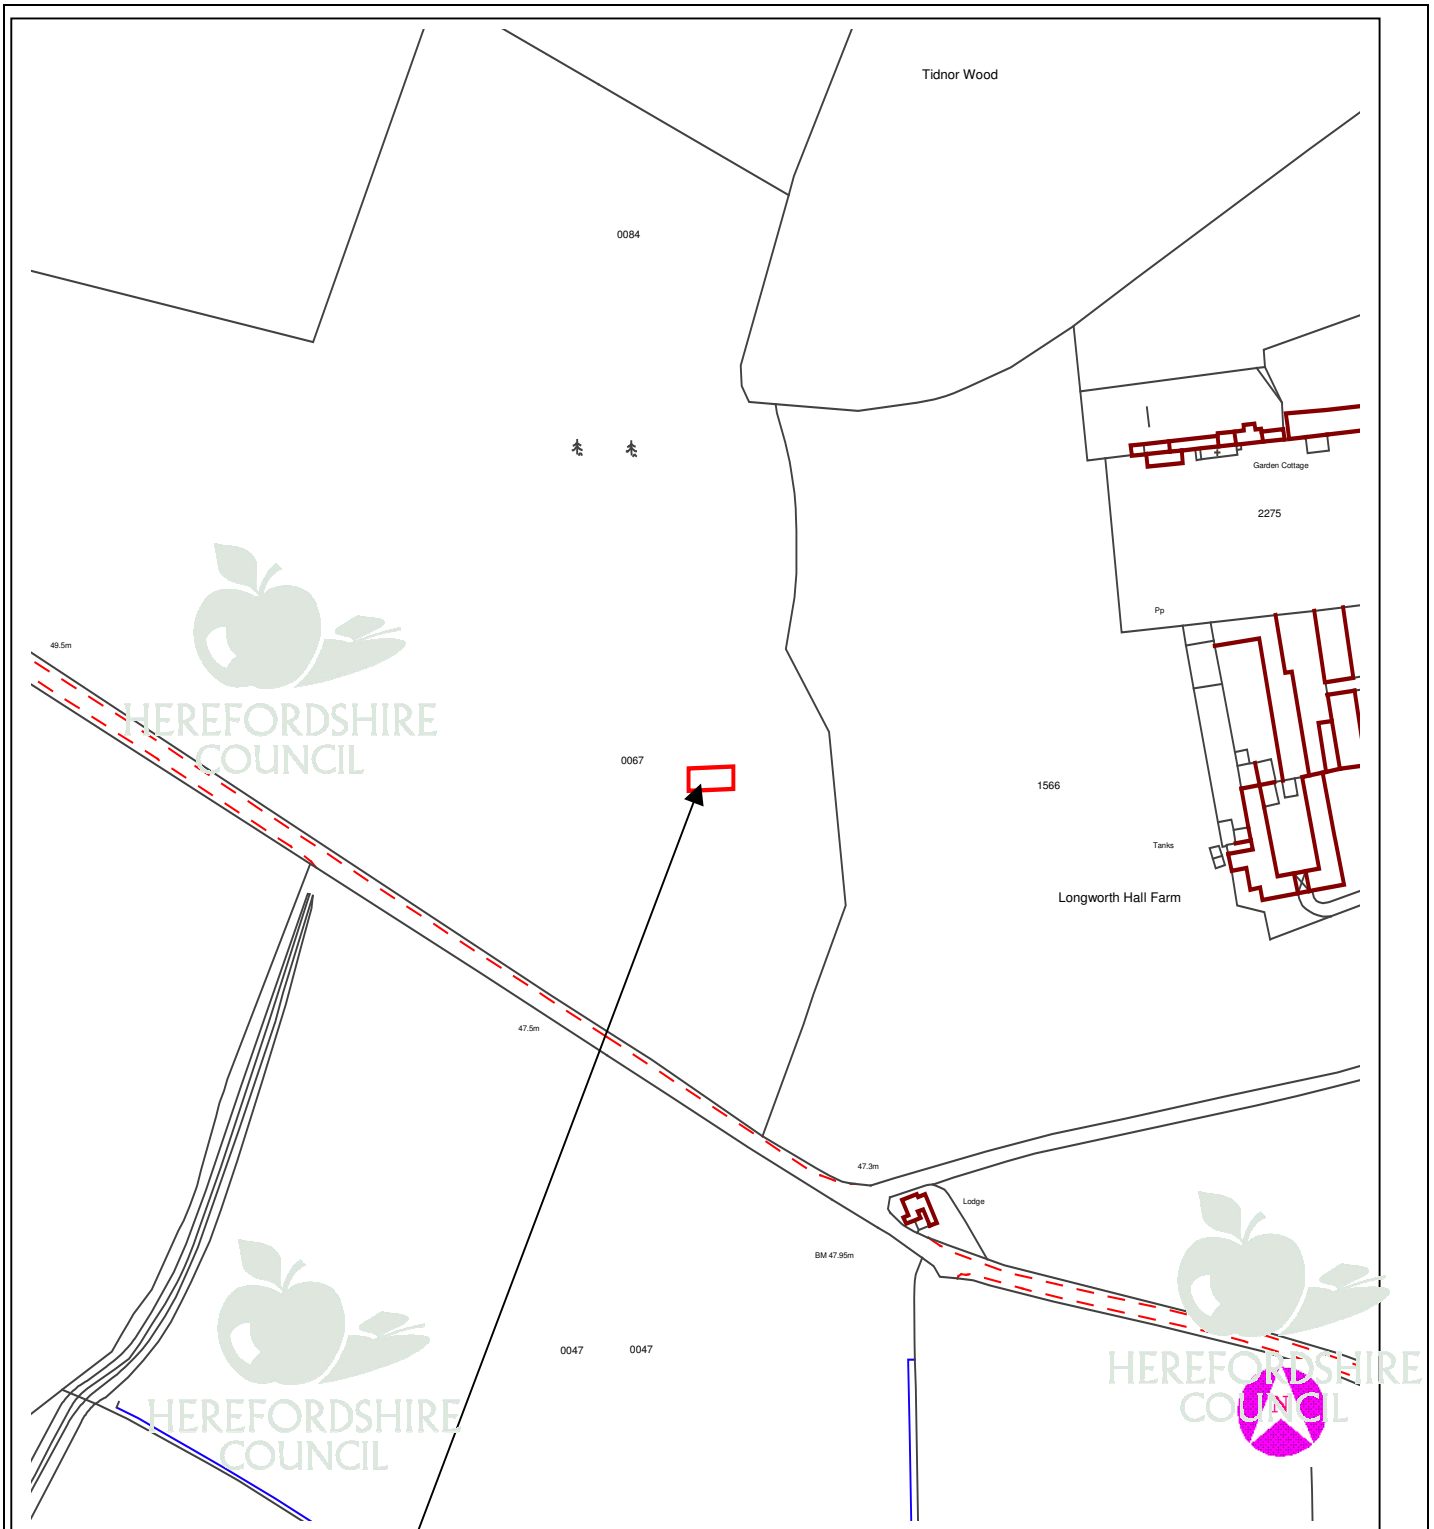 Tidnor Wood
0084
Garden Cottage
2275
Pp
49.5m
HEREFORDSHIRE
COUNCIL
0067
1566
Tanks
Longworth Hall Farm
47.5m
47.3m
Lodge
BM 47.95m
0047
0047
HEREFORDSHIRE
COUNCIL
HEREFORDSHIRE
COUNCIL
N